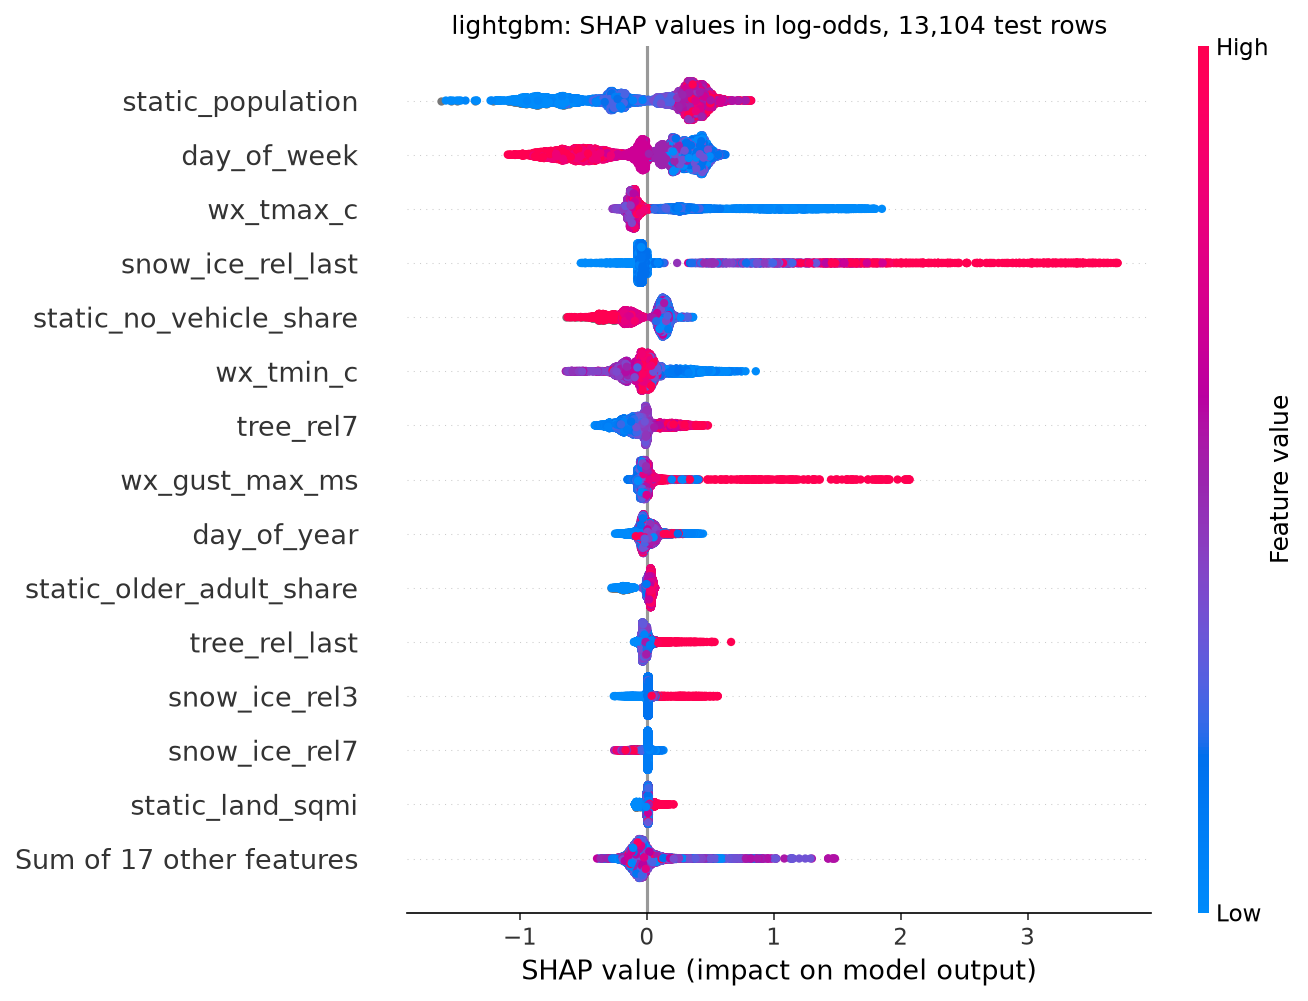 lightgbm: SHAP values in log-odds, 13,104 test rows
High
static_population
day_of_week
wx_tmax_c
snow_ice_rel_last
static_no_vehicle_share
wx_tmin_c
tree_rel7
wx_gust_max_ms
day_of_year
static_older_adult_share
tree_rel_last
snow_ice_rel3
snow_ice_rel7
static_land_sqmi
Sum of 17 other features
Feature value
Low
−1 0 1 2 3
SHAP value (impact on model output)